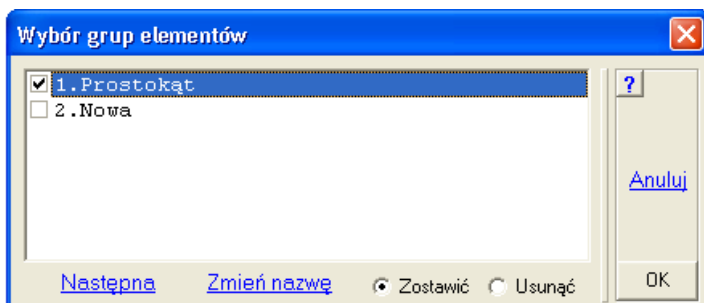 Wybór grup elementów
1.Prostokąt
2.Nowa
?
Anuluj
Następna Zmień nazwę Zostawić Usunąć OK